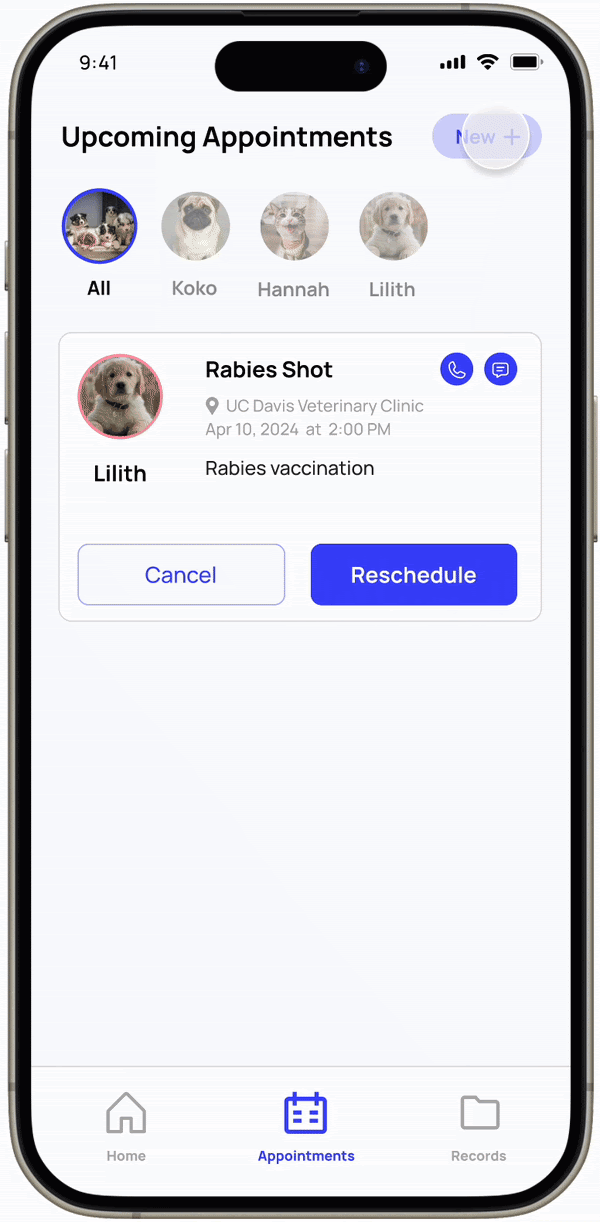 9:41
Upcoming Appointments
New +
All
Koko
Hannah
Lilith
Rabies Shot
UC Davis Veterinary Clinic
Apr 10, 2024 at 2:00 PM
Lilith
Rabies vaccination
Cancel
Reschedule
Home
Appointments
Records